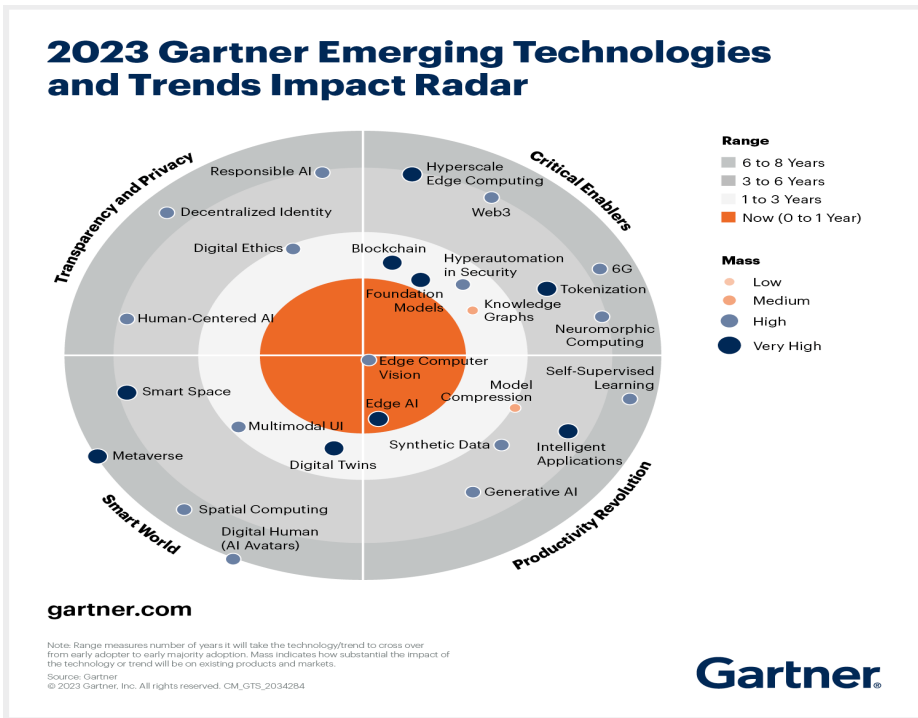 2023 Gartner Emerging Technologies
and Trends Impact Radar
Transparency and Privacy
Critical Enablers
Smart World
Productivity Revolution
Responsible AI
Decentralized Identity
Digital Ethics
Human-Centered AI
Hyperscale
Edge Computing
Web3
Blockchain
Hyperautomation
in Security
6G
Tokenization
Foundation
Models
Knowledge
Graphs
Neuromorphic
Computing
Edge Computer
Vision
Self-Supervised
Learning
Model
Compression
Smart Space
Edge AI
Multimodal UI
Synthetic Data
Intelligent
Applications
Metaverse
Digital Twins
Generative AI
Spatial Computing
Digital Human
(AI Avatars)
Range
6 to 8 Years
3 to 6 Years
1 to 3 Years
Now (0 to 1 Year)
Mass
Low
Medium
High
Very High
gartner.com
Note: Range measures number of years it will take the technology/trend to cross over
from early adopter to early majority adoption. Mass indicates how substantial the impact of
the technology or trend will be on existing products and markets.
Source: Gartner
© 2023 Gartner, Inc. All rights reserved. CM_GTS_2034284
Gartner®